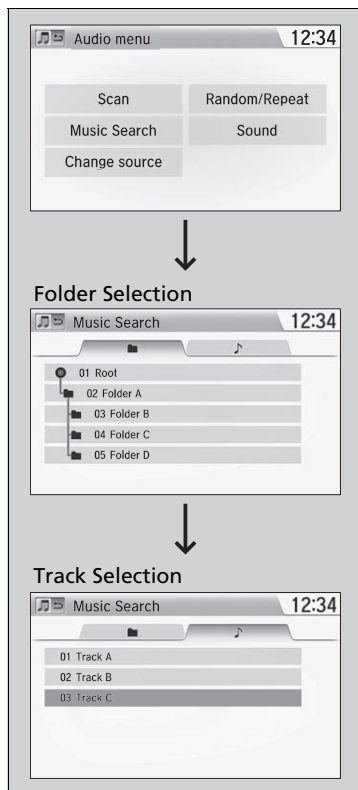 Audio menu 12:34
Scan Random/Repeat
Music Search Sound
Change source
Folder Selection
Music Search 12:34
01 Root
02 Folder A
03 Folder B
04 Folder C
05 Folder D
Track Selection
Music Search 12:34
01 Track A
02 Track B
03 Track C